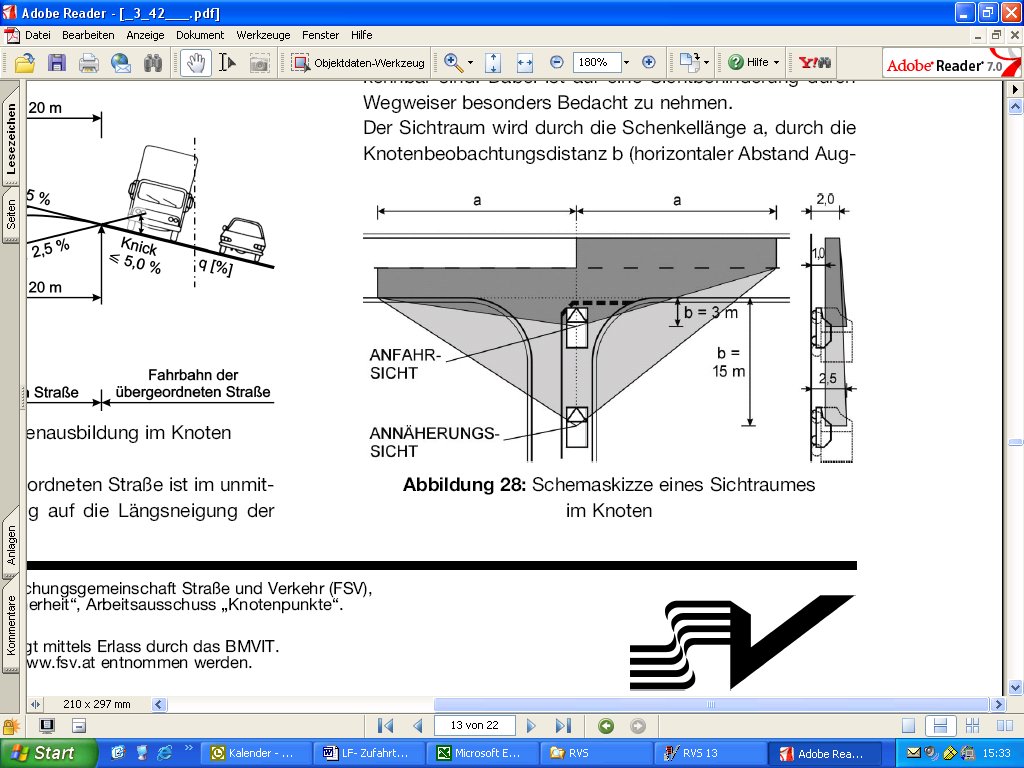 Adobe Reader - [_3_42___.pdf]
Datei Bearbeiten Anzeige Dokument Werkzeuge Fenster Hilfe
Objektdaten-Werkzeug
180%
Hilfe
Y!
Adobe® Reader® 7.0
Lesezeichen
Seiten
Anlagen
Kommentare
20 m
5 %
2,5 %
Knick
≤ 5,0 %
q [%]
20 m
Fahrbahn der
n Straße übergeordneten Straße
enausbildung im Knoten
ordneten Straße ist im unmit-
g auf die Längsneigung der
Wegweiser besonders Bedacht zu nehmen.
Der Sichtraum wird durch die Schenkellänge a, durch die
Knotenbeobachtungsdistanz b (horizontaler Abstand Aug-
a a 2,0
1,0
b = 3 m
ANFAHR-
SICHT
b =
15 m
2,5
ANNÄHERUNGS-
SICHT
Abbildung 28: Schemaskizze eines Sichtraumes
im Knoten
chungsgemeinschaft Straße und Verkehr (FSV),
erheit“, Arbeitsausschuss „Knotenpunkte“.
gt mittels Erlass durch das BMVIT.
ww.fsv.at entnommen werden.
210 x 297 mm
13 von 22
Start
Kalender - ...
LF- Zufahrt...
Microsoft E...
RVS
RVS 13
Adobe Rea...
15:33